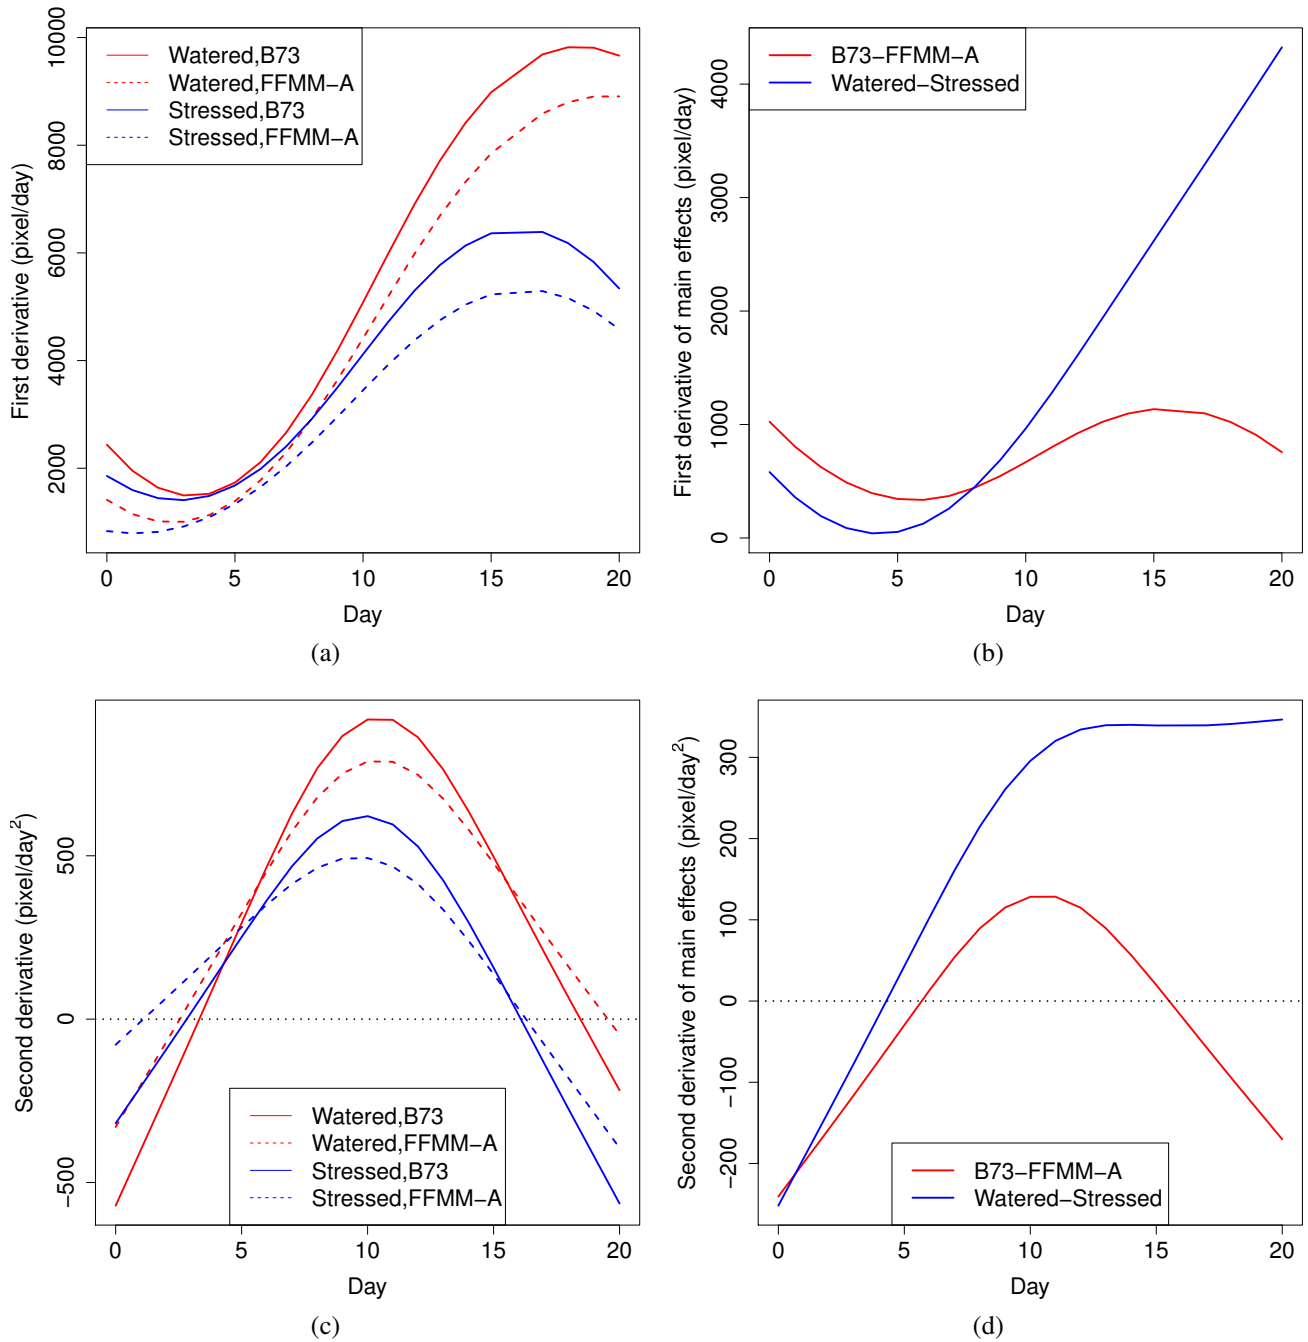 Watered,B73
Watered,FFMM−A
Stressed,B73
Stressed,FFMM−A
First derivative (pixel/day)
2000 4000 6000 8000 10000
0 5 10 15 20
Day
(a)
B73−FFMM−A
Watered−Stressed
First derivative of main effects (pixel/day)
0 1000 2000 3000 4000
0 5 10 15 20
Day
(b)
Second derivative (pixel/day²)
−500 0 500
Watered,B73
Watered,FFMM−A
Stressed,B73
Stressed,FFMM−A
0 5 10 15 20
Day
(c)
Second derivative of main effects (pixel/day²)
−200 −100 0 100 200 300
B73−FFMM−A
Watered−Stressed
0 5 10 15 20
Day
(d)